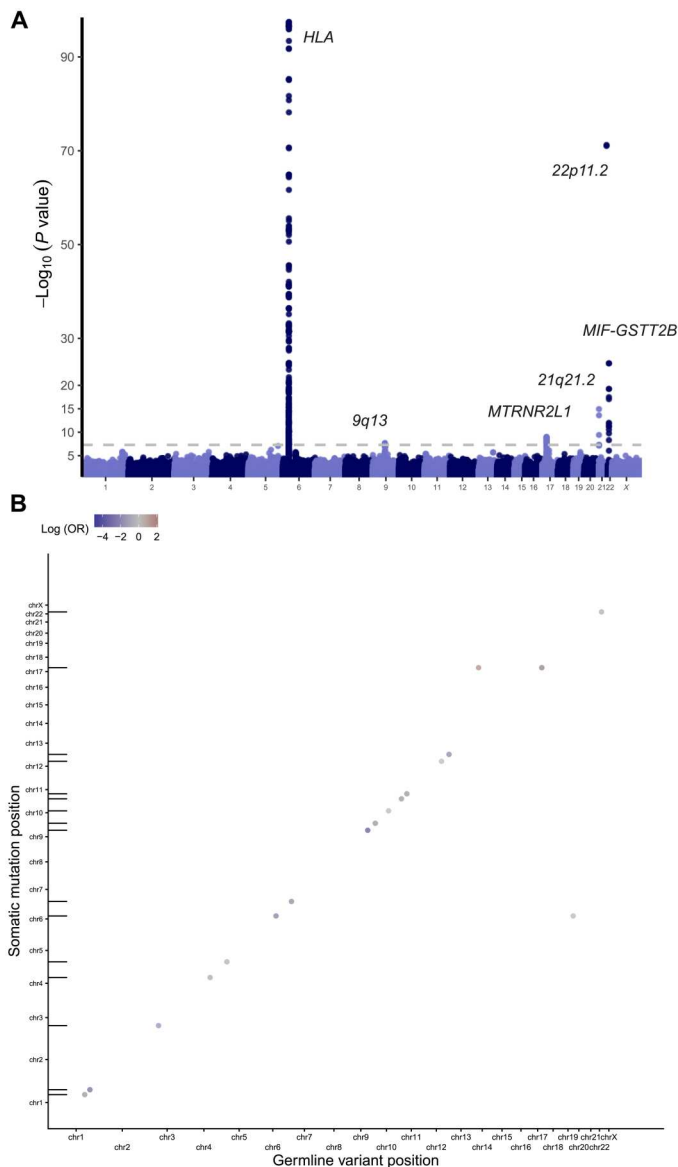 A
HLA
90
70
22p11.2
50
−Log10 (P value)
MIF-GSTT2B
30
21q21.2
20
15
MTRNR2L1
9q13
10
5
1 2 3 4 5 6 7 8 9 10 11 12 13 14 15 16 17 18 19 20 2122 X
B
Log (OR)
−4 −2 0 2
chrX
chr22
chr21
chr20
chr19
chr18
chr17
chr16
chr15
chr14
chr13
chr12
chr11
chr10
chr9
chr8
chr7
chr6
chr5
chr4
chr3
chr2
chr1
Somatic mutation position
chr1 chr3 chr5 chr7 chr9 chr11 chr13 chr15 chr17 chr19 chr21 chrX
chr2 chr4 chr6 chr8 chr10 chr12 chr14 chr16 chr18 chr20 chr22
Germline variant position